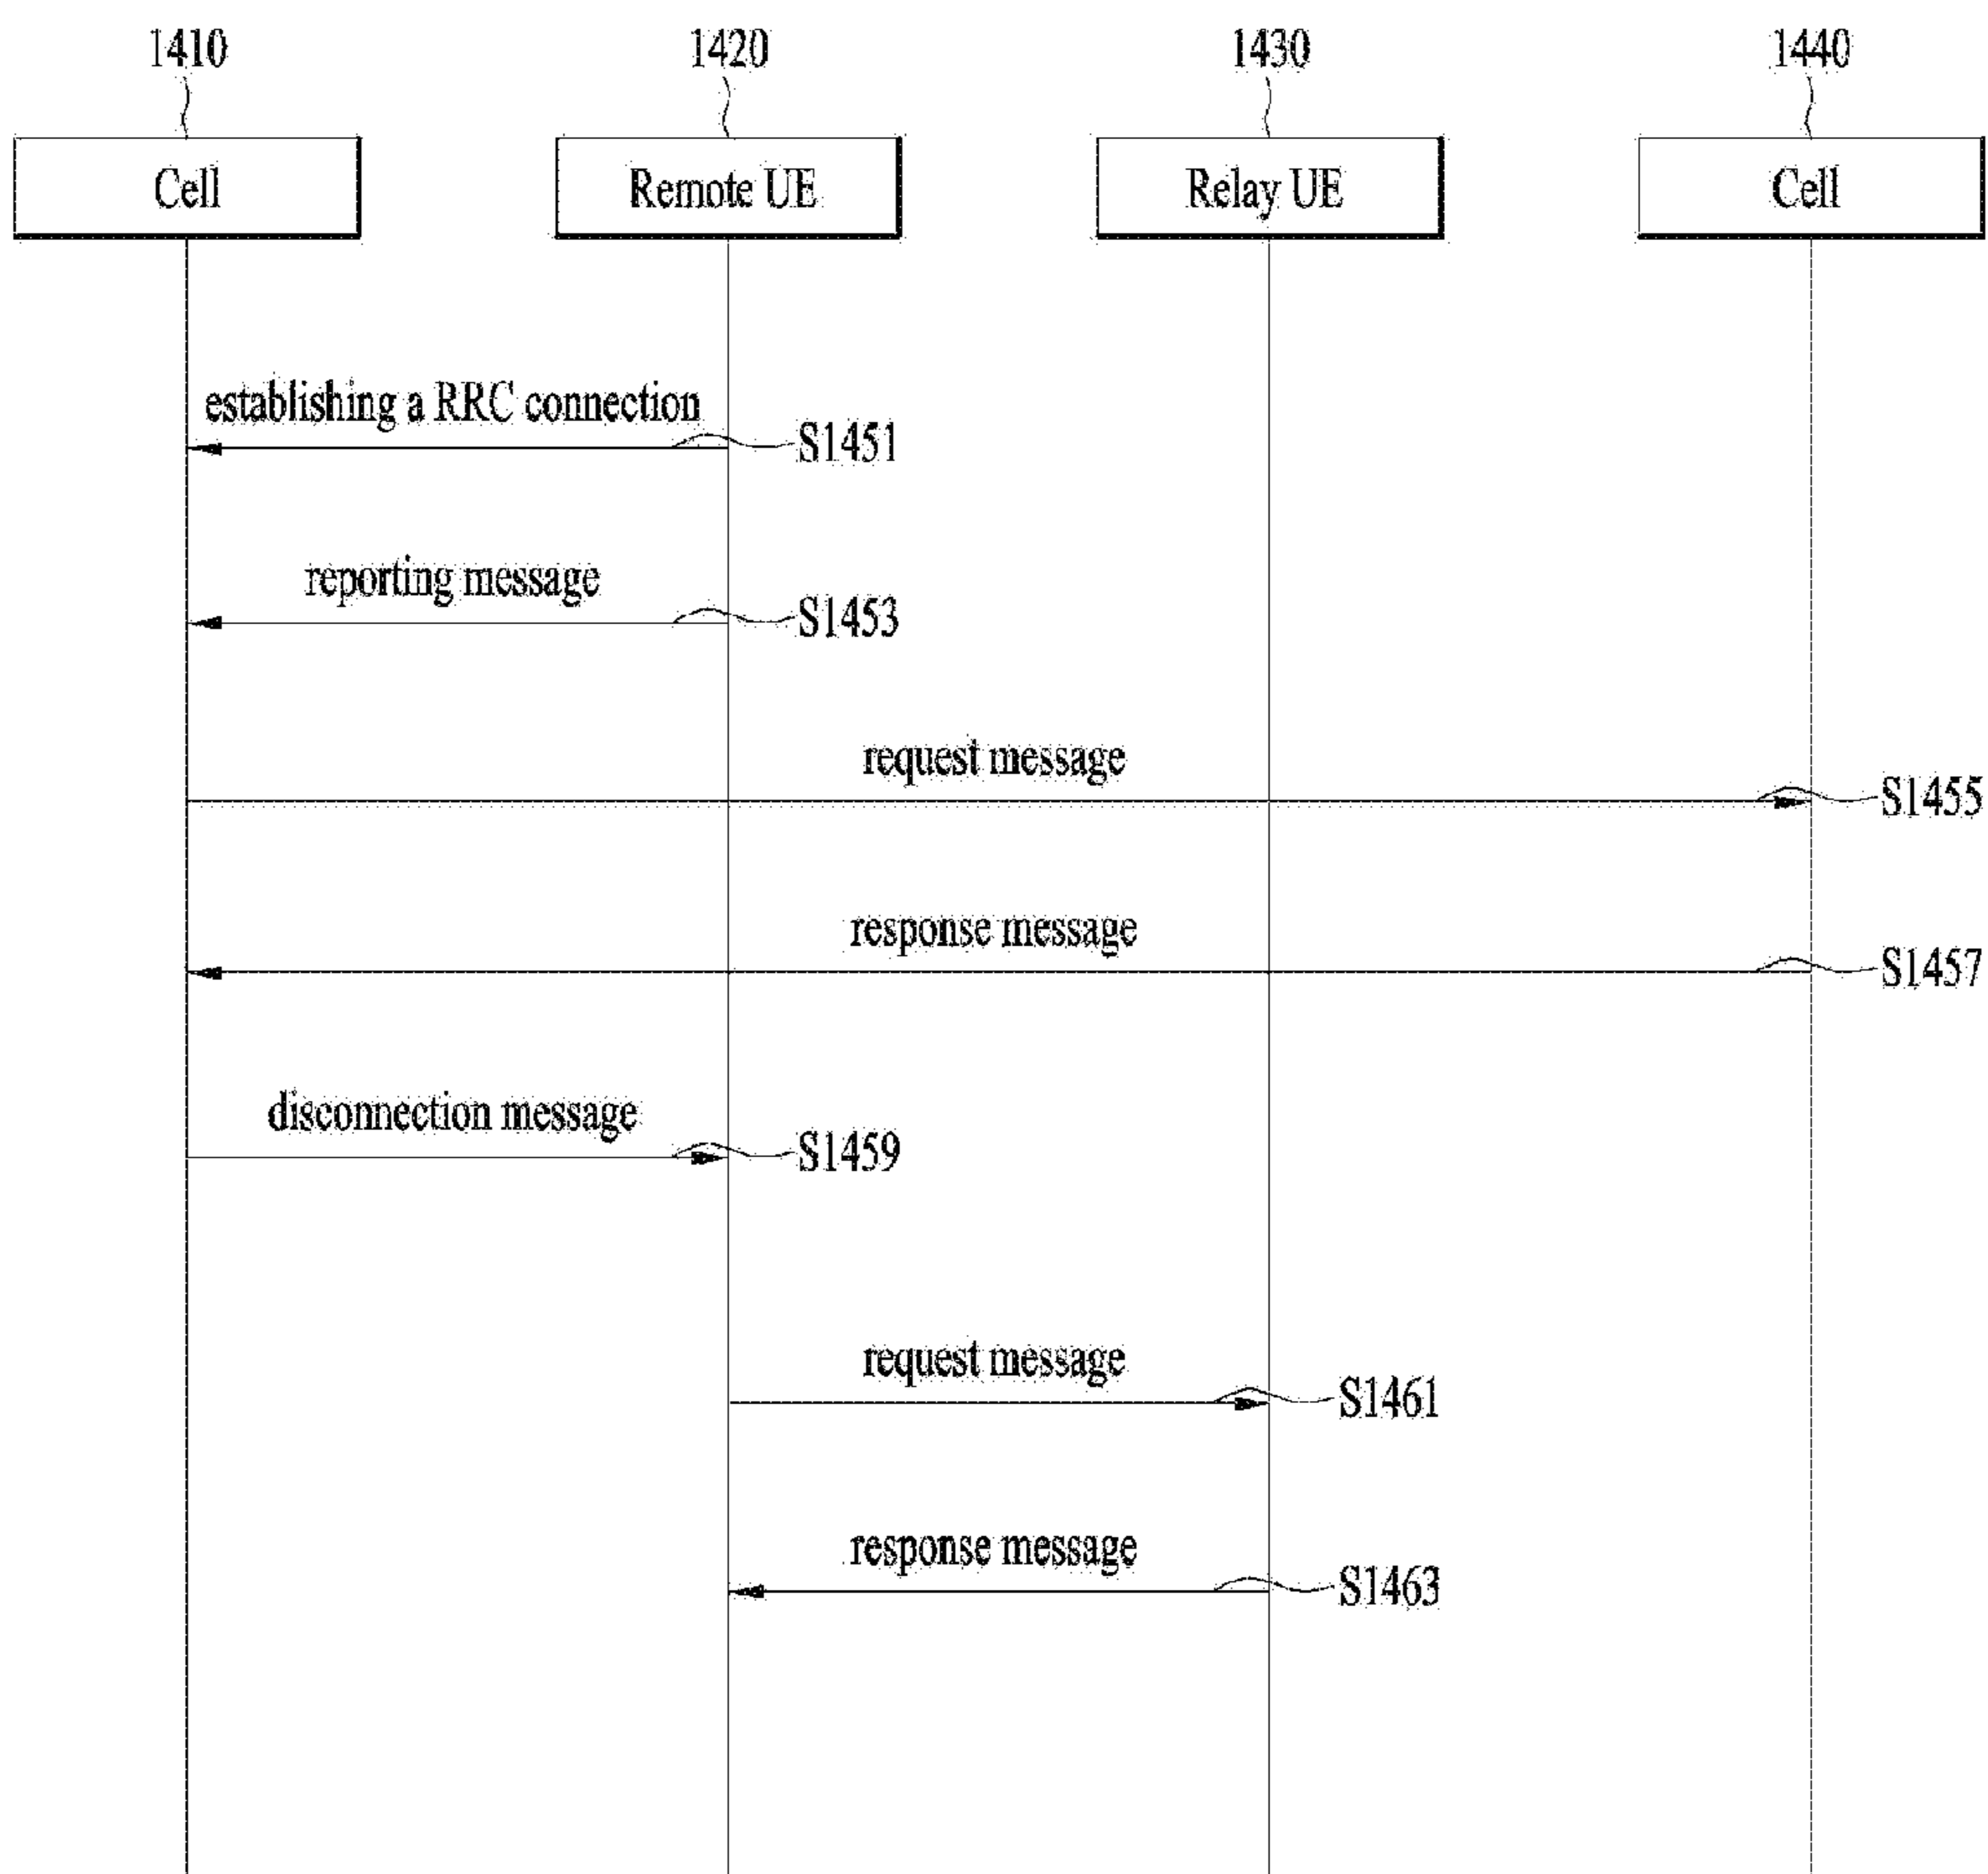 1410 1420 1430 1440
Cell Remote UE Relay UE Cell
establishing a RRC connection
S1451
reporting message
S1453
request message
S1455
response message
S1457
disconnection message
S1459
request message
S1461
response message
S1463